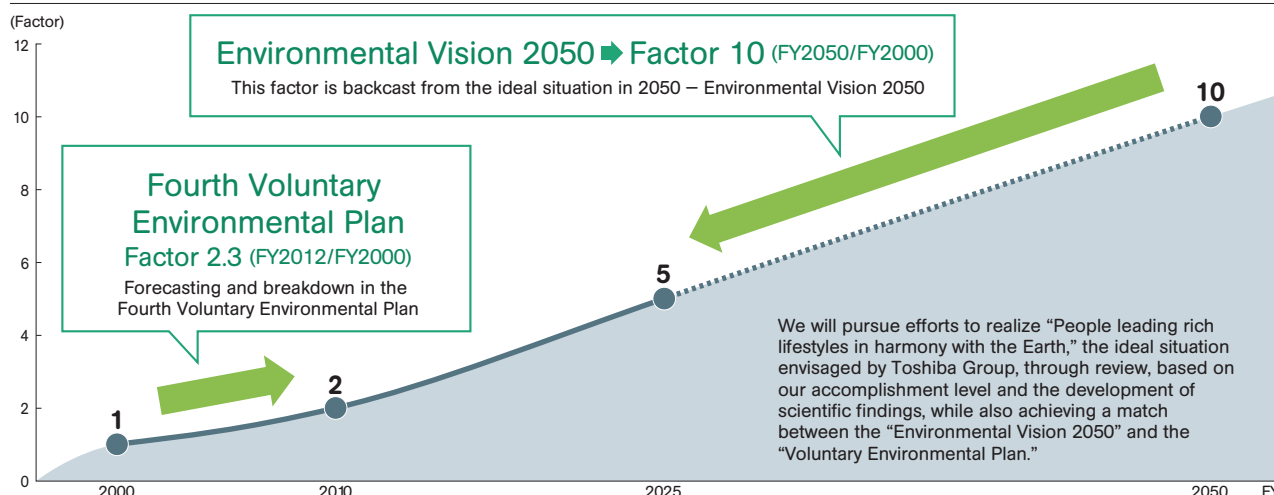 (Factor)
12
10
8
6
4
2
0
Environmental Vision 2050 Factor 10 (FY2050/FY2000)
This factor is backcast from the ideal situation in 2050 – Environmental Vision 2050
Fourth Voluntary
Environmental Plan
Factor 2.3 (FY2012/FY2000)
Forecasting and breakdown in the
Fourth Voluntary Environmental Plan
1
2
5
10
We will pursue efforts to realize “People leading rich
lifestyles in harmony with the Earth,” the ideal situation
envisaged by Toshiba Group, through review, based on
our accomplishment level and the development of
scientific findings, while also achieving a match
between the “Environmental Vision 2050” and the
“Voluntary Environmental Plan.”
2000 2010 2025 2050 FY